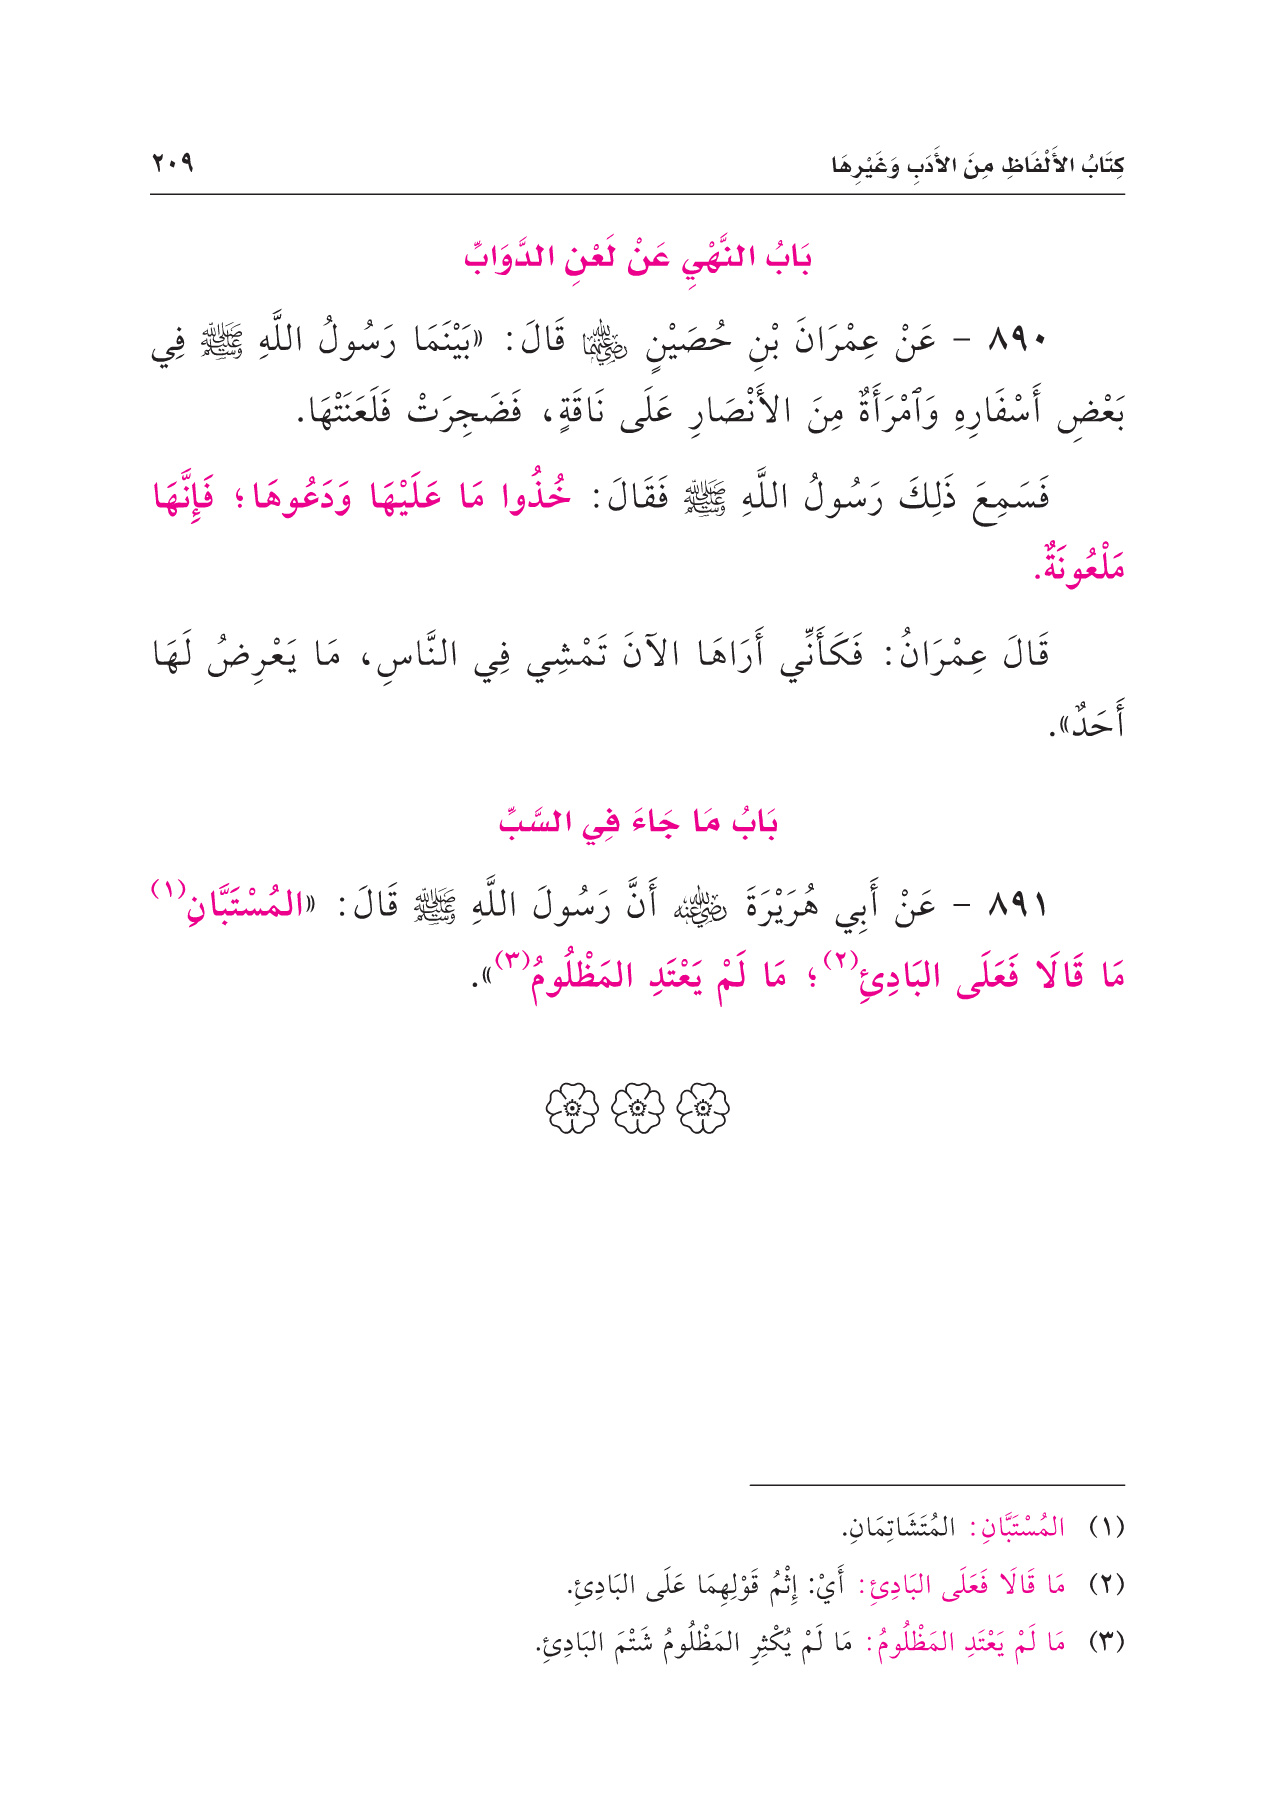 كِتَابُ الأَلْفَاظِ مِنَ الأَدَبِ وَغَيْرِهَا ٢٠٩
بَابُ النَّهْيِ عَنْ لَعْنِ الدَّوَابِّ
٨٩٠ - عَنْ عِمْرَانَ بْنِ حُصَيْنٍ رضي الله عنهما قَالَ: «بَيْنَمَا رَسُولُ اللَّهِ ﷺ فِي
بَعْضِ أَسْفَارِهِ وَٱمْرَأَةٌ مِنَ الأَنْصَارِ عَلَى نَاقَةٍ، فَضَجِرَتْ فَلَعَنَتْهَا.
فَسَمِعَ ذَلِكَ رَسُولُ اللَّهِ ﷺ فَقَالَ: خُذُوا مَا عَلَيْهَا وَدَعُوهَا؛ فَإِنَّهَا
مَلْعُونَةٌ.
قَالَ عِمْرَانُ: فَكَأَنِّي أَرَاهَا الآنَ تَمْشِي فِي النَّاسِ، مَا يَعْرِضُ لَهَا
أَحَدٌ».
بَابُ مَا جَاءَ فِي السَّبِّ
٨٩١ - عَنْ أَبِي هُرَيْرَةَ رضي الله عنه أَنَّ رَسُولَ اللَّهِ ﷺ قَالَ: «المُسْتَبَّانِ(١)
مَا قَالَا فَعَلَى البَادِئِ(٢)؛ مَا لَمْ يَعْتَدِ المَظْلُومُ(٣)».
(١) المُسْتَبَّانِ: المُتَشَاتِمَانِ.
(٢) مَا قَالَا فَعَلَى البَادِئِ: أَيْ: إِثْمُ قَوْلِهِمَا عَلَى البَادِئِ.
(٣) مَا لَمْ يَعْتَدِ المَظْلُومُ: مَا لَمْ يُكْثِرِ المَظْلُومُ شَتْمَ البَادِئِ.